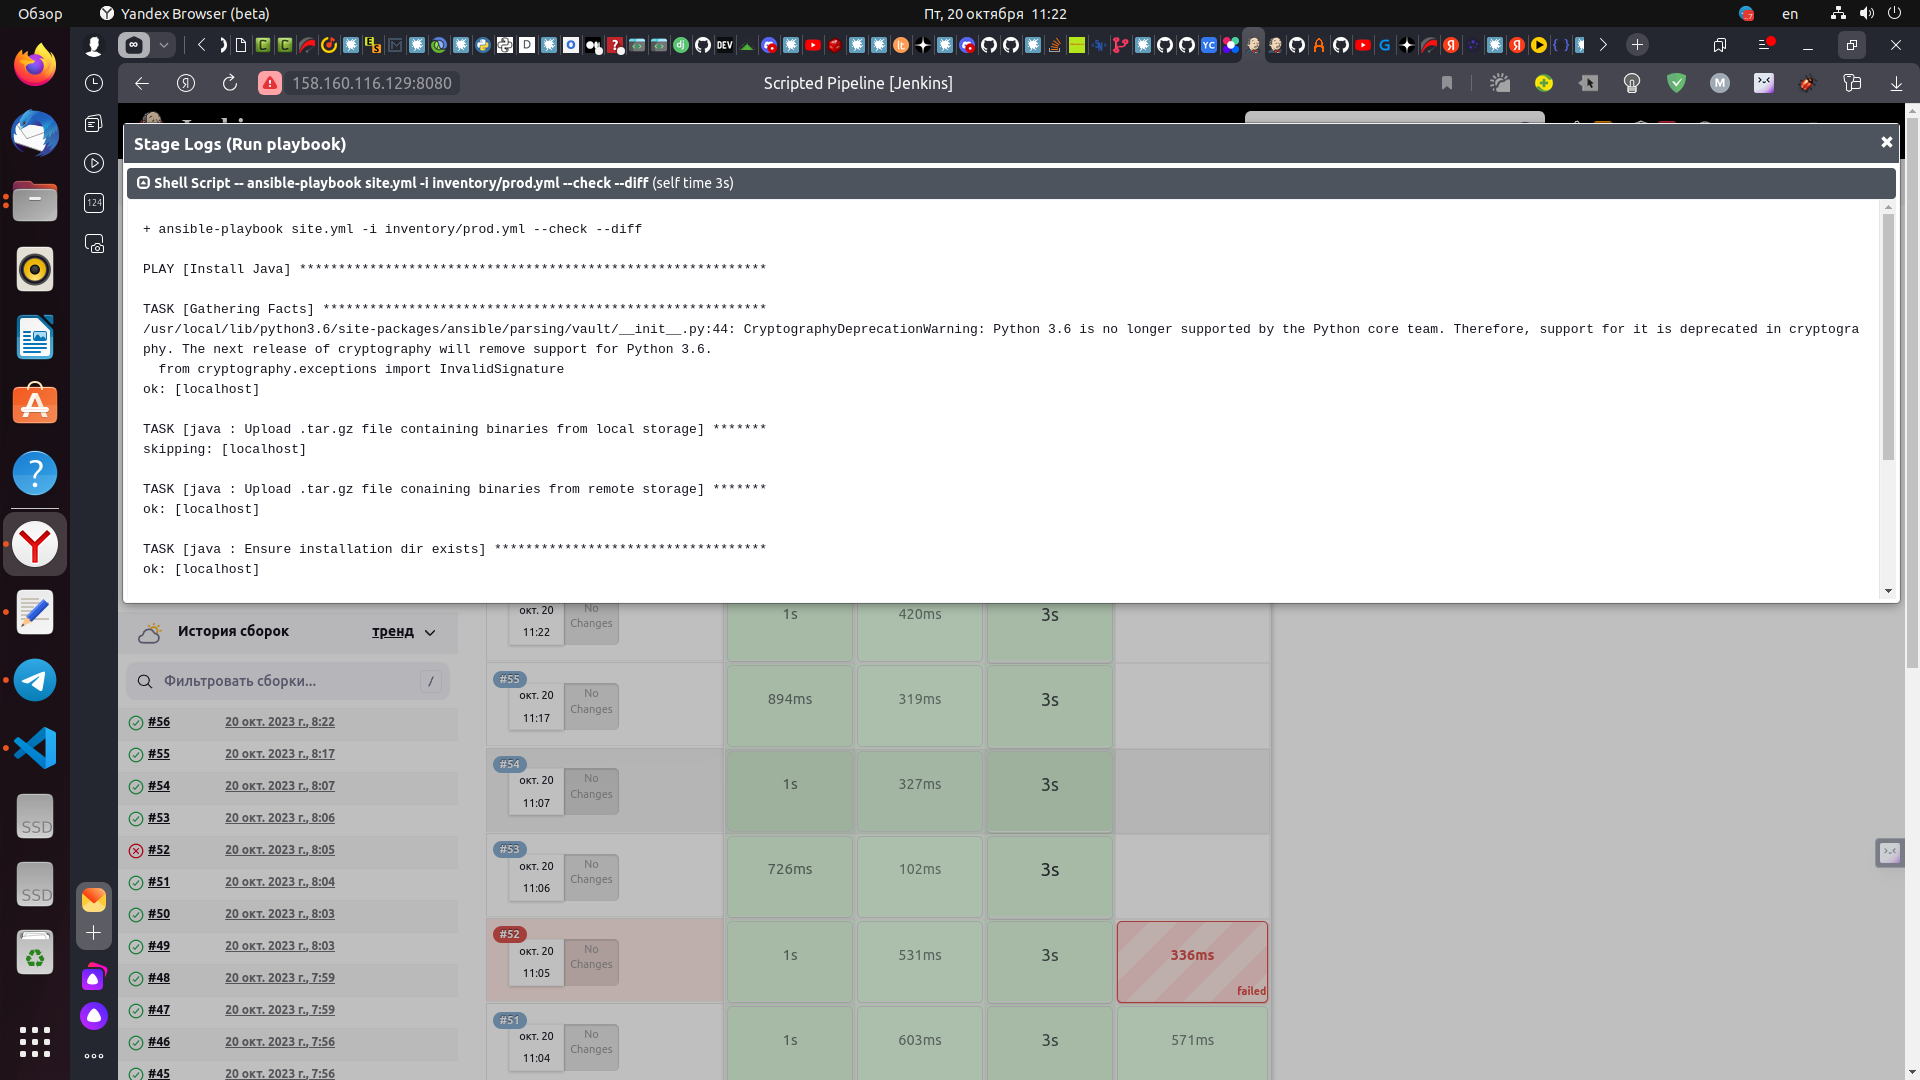 Обзор
Yandex Browser (beta)
Пт, 20 октября 11:22
en
158.160.116.129:8080
Scripted Pipeline [Jenkins]
Stage Logs (Run playbook)
Shell Script -- ansible-playbook site.yml -i inventory/prod.yml --check --diff (self time 3s)
+ ansible-playbook site.yml -i inventory/prod.yml --check --diff
PLAY [Install Java] ************************************************************
TASK [Gathering Facts] *********************************************************
/usr/local/lib/python3.6/site-packages/ansible/parsing/vault/__init__.py:44: CryptographyDeprecationWarning: Python 3.6 is no longer supported by the Python core team. Therefore, support for it is deprecated in cryptogra
phy. The next release of cryptography will remove support for Python 3.6.
from cryptography.exceptions import InvalidSignature
ok: [localhost]
TASK [java : Upload .tar.gz file containing binaries from local storage] *******
skipping: [localhost]
TASK [java : Upload .tar.gz file conaining binaries from remote storage] *******
ok: [localhost]
TASK [java : Ensure installation dir exists] ***********************************
ok: [localhost]
История сборок
тренд
Фильтровать сборки...
/
#56 20 окт. 2023 г., 8:22
#55 20 окт. 2023 г., 8:17
#54 20 окт. 2023 г., 8:07
#53 20 окт. 2023 г., 8:06
#52 20 окт. 2023 г., 8:05
#51 20 окт. 2023 г., 8:04
#50 20 окт. 2023 г., 8:03
#49 20 окт. 2023 г., 8:03
#48 20 окт. 2023 г., 7:59
#47 20 окт. 2023 г., 7:59
#46 20 окт. 2023 г., 7:56
#45 20 окт. 2023 г., 7:56
окт. 20
11:22
No
Changes
1s
420ms
3s
#55
окт. 20
11:17
No
Changes
894ms
319ms
3s
#54
окт. 20
11:07
No
Changes
1s
327ms
3s
#53
окт. 20
11:06
No
Changes
726ms
102ms
3s
#52
окт. 20
11:05
No
Changes
1s
531ms
3s
336ms
failed
#51
окт. 20
11:04
No
Changes
1s
603ms
3s
571ms
SSD
SSD
124